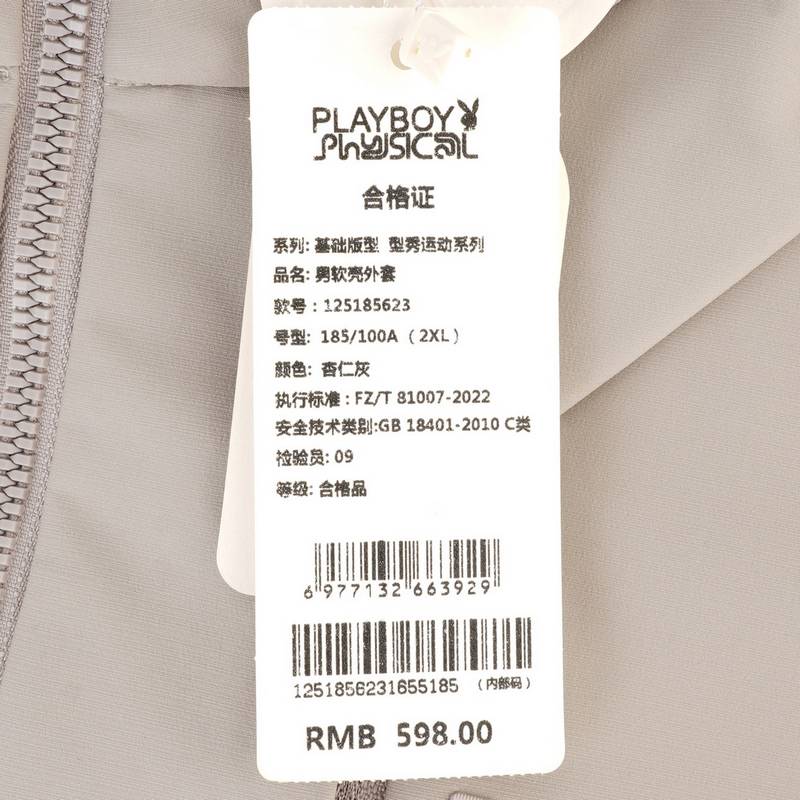 PLAYBOY
PHYSICAL
合格证
系列: 基础版型 型秀运动系列
品名: 男软壳外套
款号：125185623
号型: 185/100A（2XL）
颜色: 杏仁灰
执行标准：FZ/T 81007-2022
安全技术类别:GB 18401-2010 C类
检验员: 09
等级: 合格品
6 977132 663929
1251856231655185 （内部码）
RMB 598.00